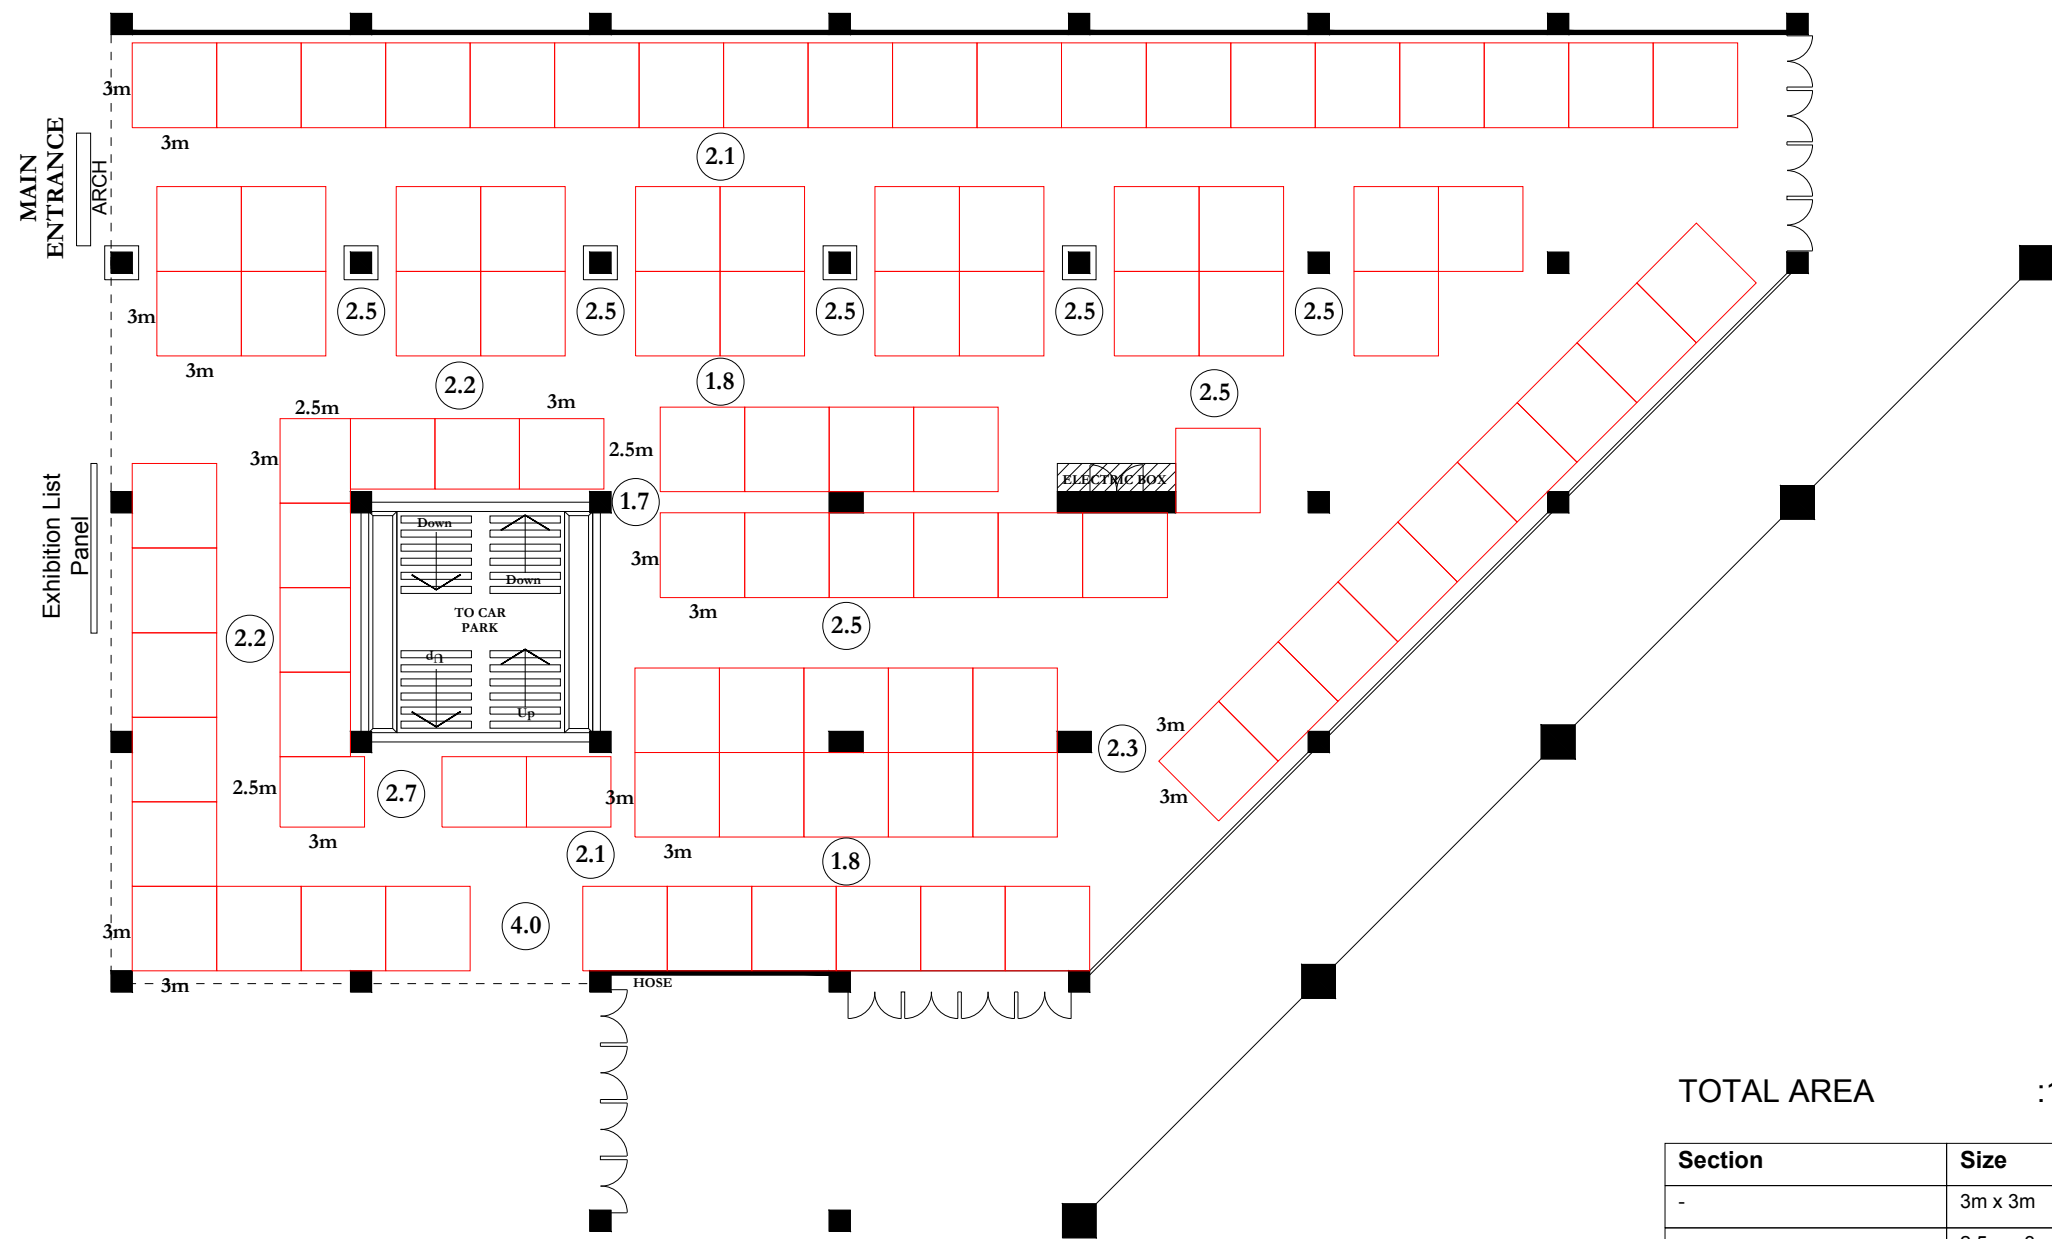 3m
3m
MAIN
ENTRANCE
ARCH
2.1
3m
3m
2.5
2.5
2.5
2.5
2.5
2.2
1.8
2.5
2.5m
3m
3m
2.5m
ELECTRIC BOX
1.7
Exhibition List
Panel
Down
Down
TO CAR
PARK
Up
Up
3m
3m
2.5
2.2
2.3
3m
3m
2.5m
2.7
3m
3m
2.1
3m
1.8
3m
4.0
3m
HOSE
TOTAL AREA
Section Size
- 3m x 3m